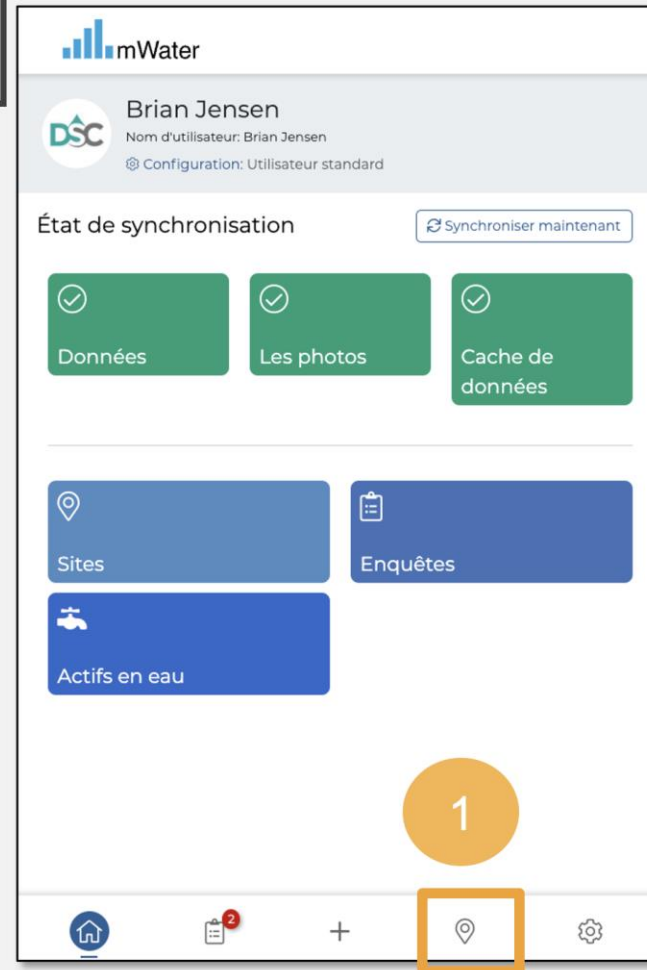 mWater
DSC
Brian Jensen
Nom d'utilisateur: Brian Jensen
Configuration: Utilisateur standard
État de synchronisation
Synchroniser maintenant
Données
Les photos
Cache de
données
Sites
Enquêtes
Actifs en eau
1
2